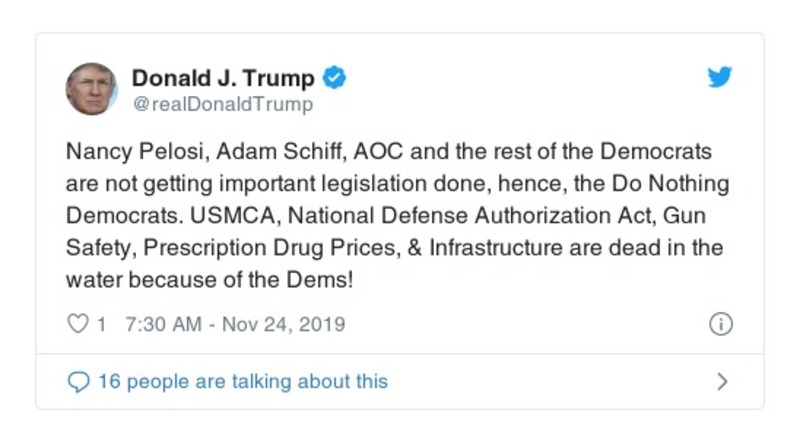 Donald J. Trump
@realDonaldTrump
Nancy Pelosi, Adam Schiff, AOC and the rest of the Democrats
are not getting important legislation done, hence, the Do Nothing
Democrats. USMCA, National Defense Authorization Act, Gun
Safety, Prescription Drug Prices, & Infrastructure are dead in the
water because of the Dems!
1 7:30 AM - Nov 24, 2019
16 people are talking about this